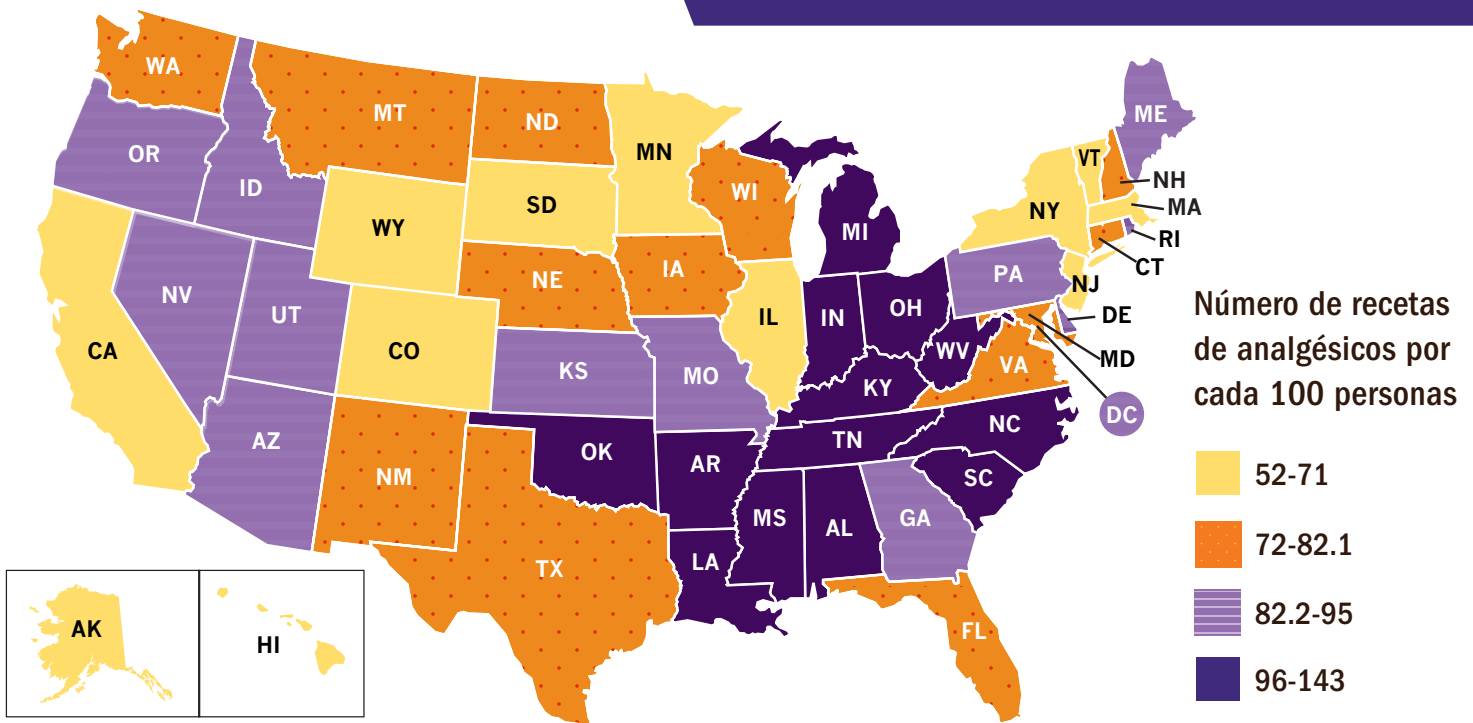 WA
MT
ND
MN
OR
ID
WY
SD
WI
MI
ME
VT
NH
NY
MA
RI
CT
NE
IA
PA
NJ
NV
UT
CA
CO
KS
MO
IL
IN
OH
WV
VA
DE
MD
DC
KY
AZ
NM
OK
AR
TN
NC
SC
MS
AL
GA
LA
TX
FL
AK
HI
Número de recetas
de analgésicos por
cada 100 personas
52-71
72-82.1
82.2-95
96-143